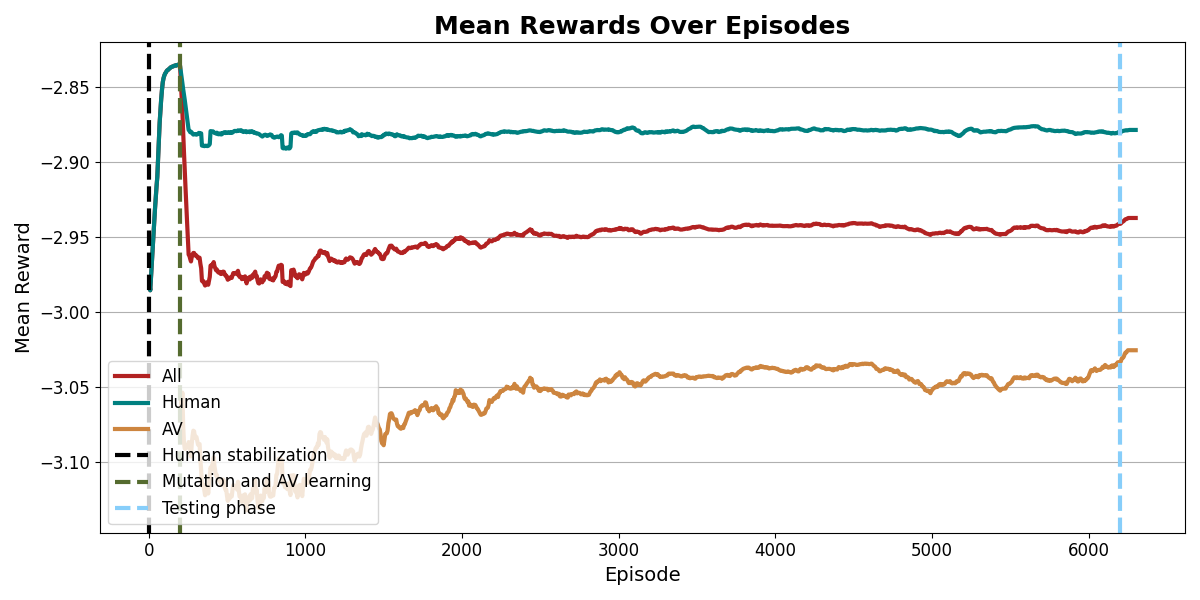 Mean Rewards Over Episodes
Mean Reward
−2.85
−2.90
−2.95
−3.00
−3.05
−3.10
All
Human
AV
Human stabilization
Mutation and AV learning
Testing phase
0 1000 2000 3000 4000 5000 6000
Episode